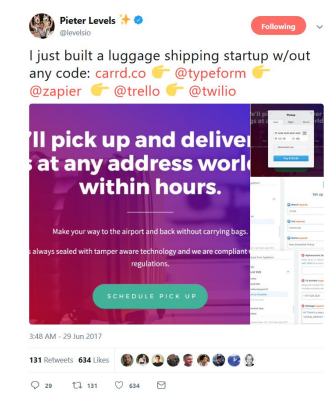 Pieter Levels
@levelsio
Following
I just built a luggage shipping startup w/out
any code: carrd.co 👉 @typeform 👉
@zapier 👉 @trello 👉 @twilio
'll pick up and deliver
s at any address worl
within hours.
Make your way to the airport and back without carrying bags.
s always sealed with tamper aware technology and we are compliant
regulations.
SCHEDULE PICK UP
Pickup
3:48 AM - 29 Jun 2017
131 Retweets 634 Likes
29 131 634